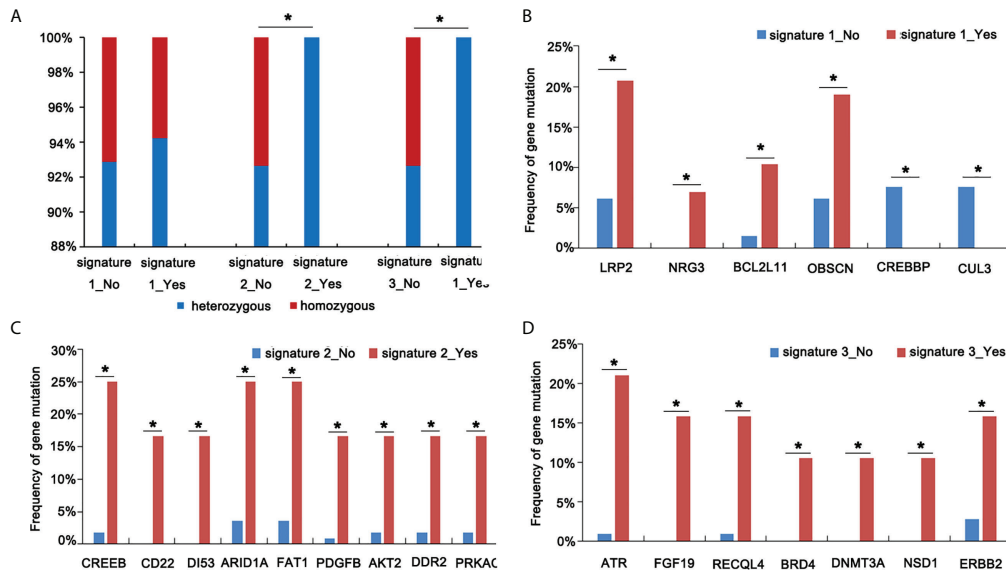 A
*
*
100%
98%
96%
94%
92%
90%
88%
signature signature signature signature signature signatu
1_No 1_Yes 2_No 2_Yes 3_No 1_Yes
heterozygous homozygous
B
signature 1_No signature 1_Yes
Frequency of gene mutation
25%
20%
15%
10%
5%
0%
* * * * * *
LRP2 NRG3 BCL2L11 OBSCN CREBBP CUL3
C
signature 2_No signature 2_Yes
Frequency of gene mutation
30%
25%
20%
15%
10%
5%
0%
* * * * * * * * *
CREEB CD22 DI53 ARID1A FAT1 PDGFB AKT2 DDR2 PRKAC
D
signature 3_No signature 3_Yes
Frequency of gene mutation
25%
20%
15%
10%
5%
0%
* * * * * * *
ATR FGF19 RECQL4 BRD4 DNMT3A NSD1 ERBB2